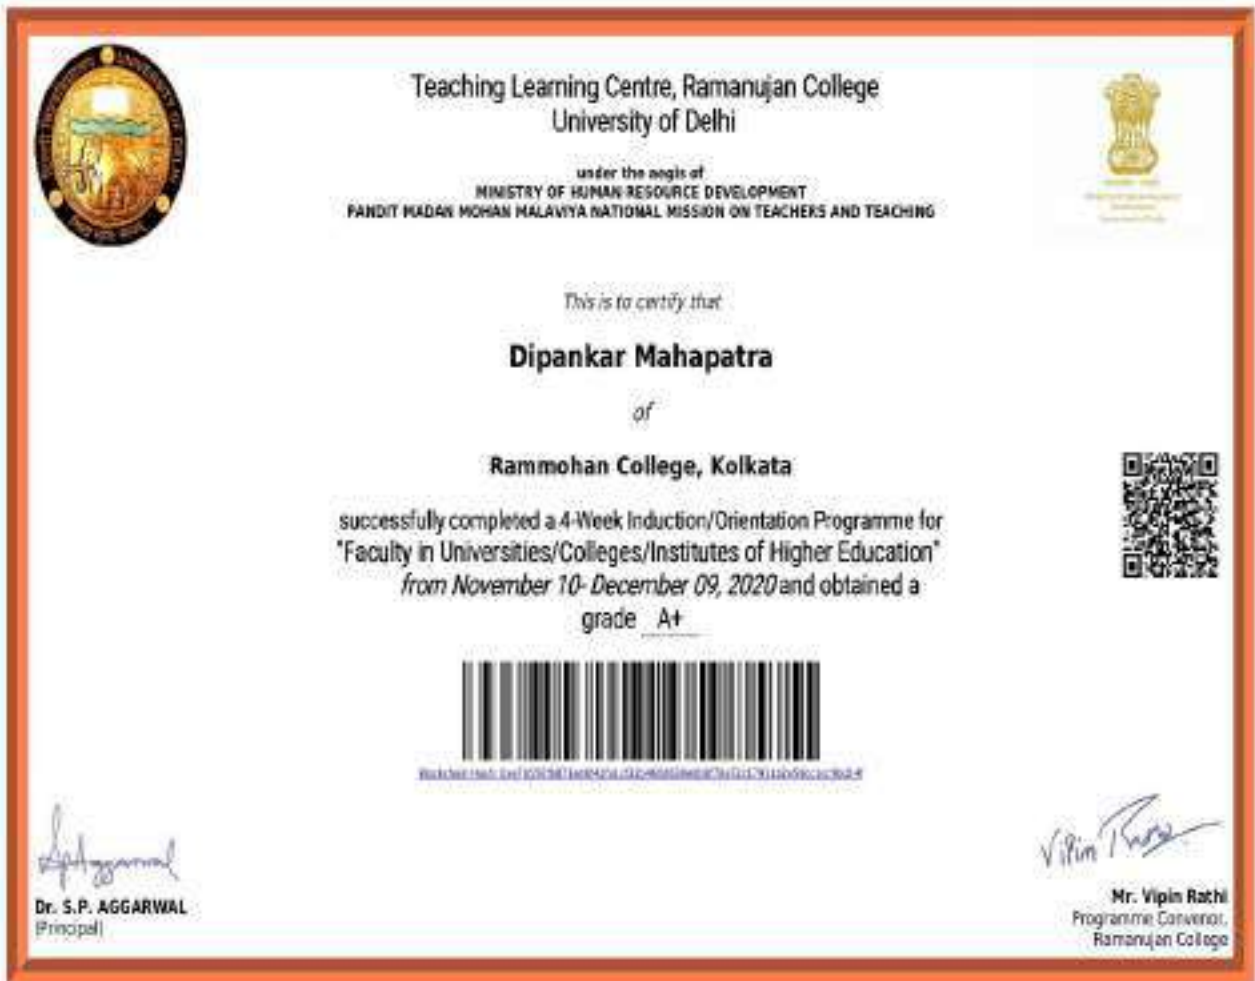 Teaching Learning Centre, Ramanujan College
University of Delhi
under the aegis of
MINISTRY OF HUMAN RESOURCE DEVELOPMENT
PANDIT MADAN MOHAN MALAVIYA NATIONAL MISSION ON TEACHERS AND TEACHING
This is to certify that
Dipankar Mahapatra
of
Rammohan College, Kolkata
successfully completed a 4-Week Induction/Orientation Programme for
"Faculty in Universities/Colleges/Institutes of Higher Education"
from November 10- December 09, 2020 and obtained a
grade A+
Blockchain Hash:
Dr. S.P. AGGARWAL
(Principal)
Vipin
Mr. Vipin Rathi
Programme Convenor,
Ramanujan College